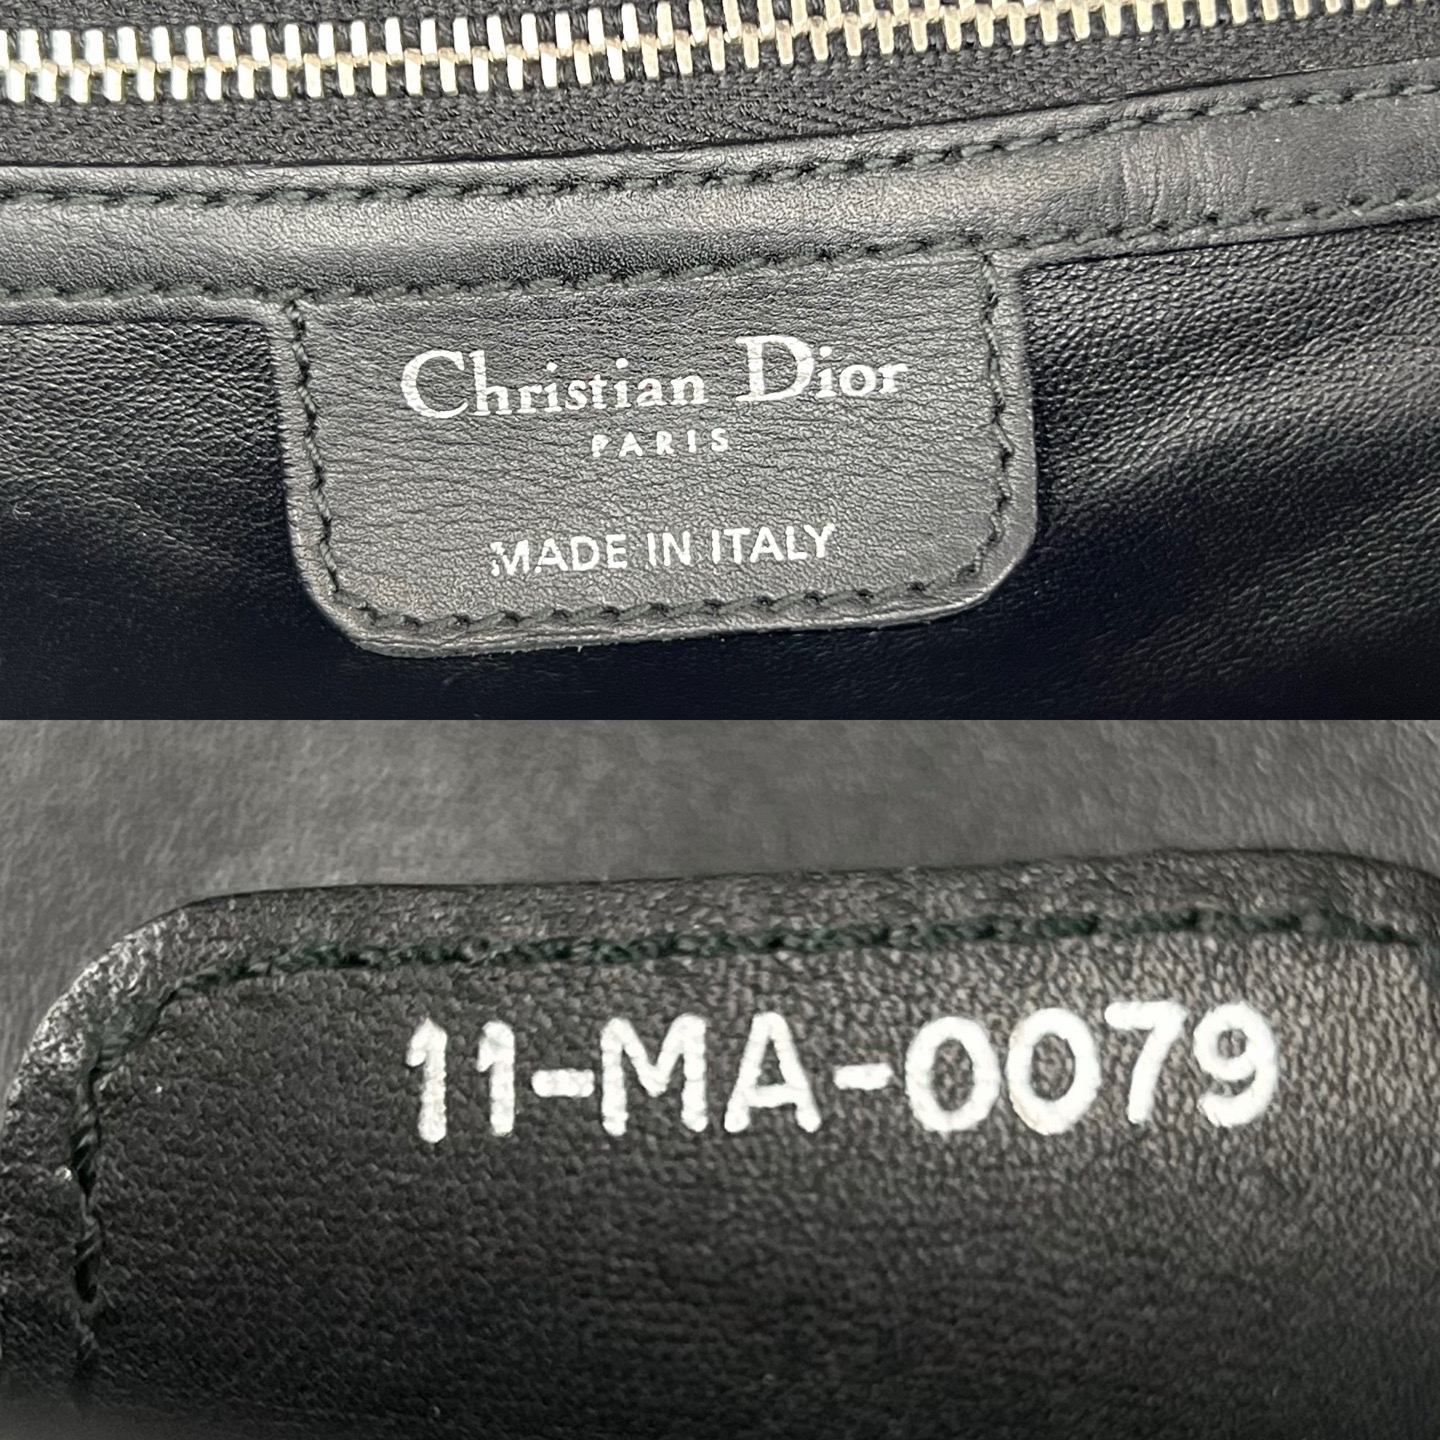 Christian Dior
PARIS
MADE IN ITALY
11-MA-0079